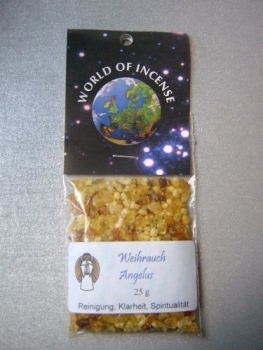 WORLD OF INCENSE
Weihrauch
Angelus
25 g
Reinigung, Klarheit, Spiritualität